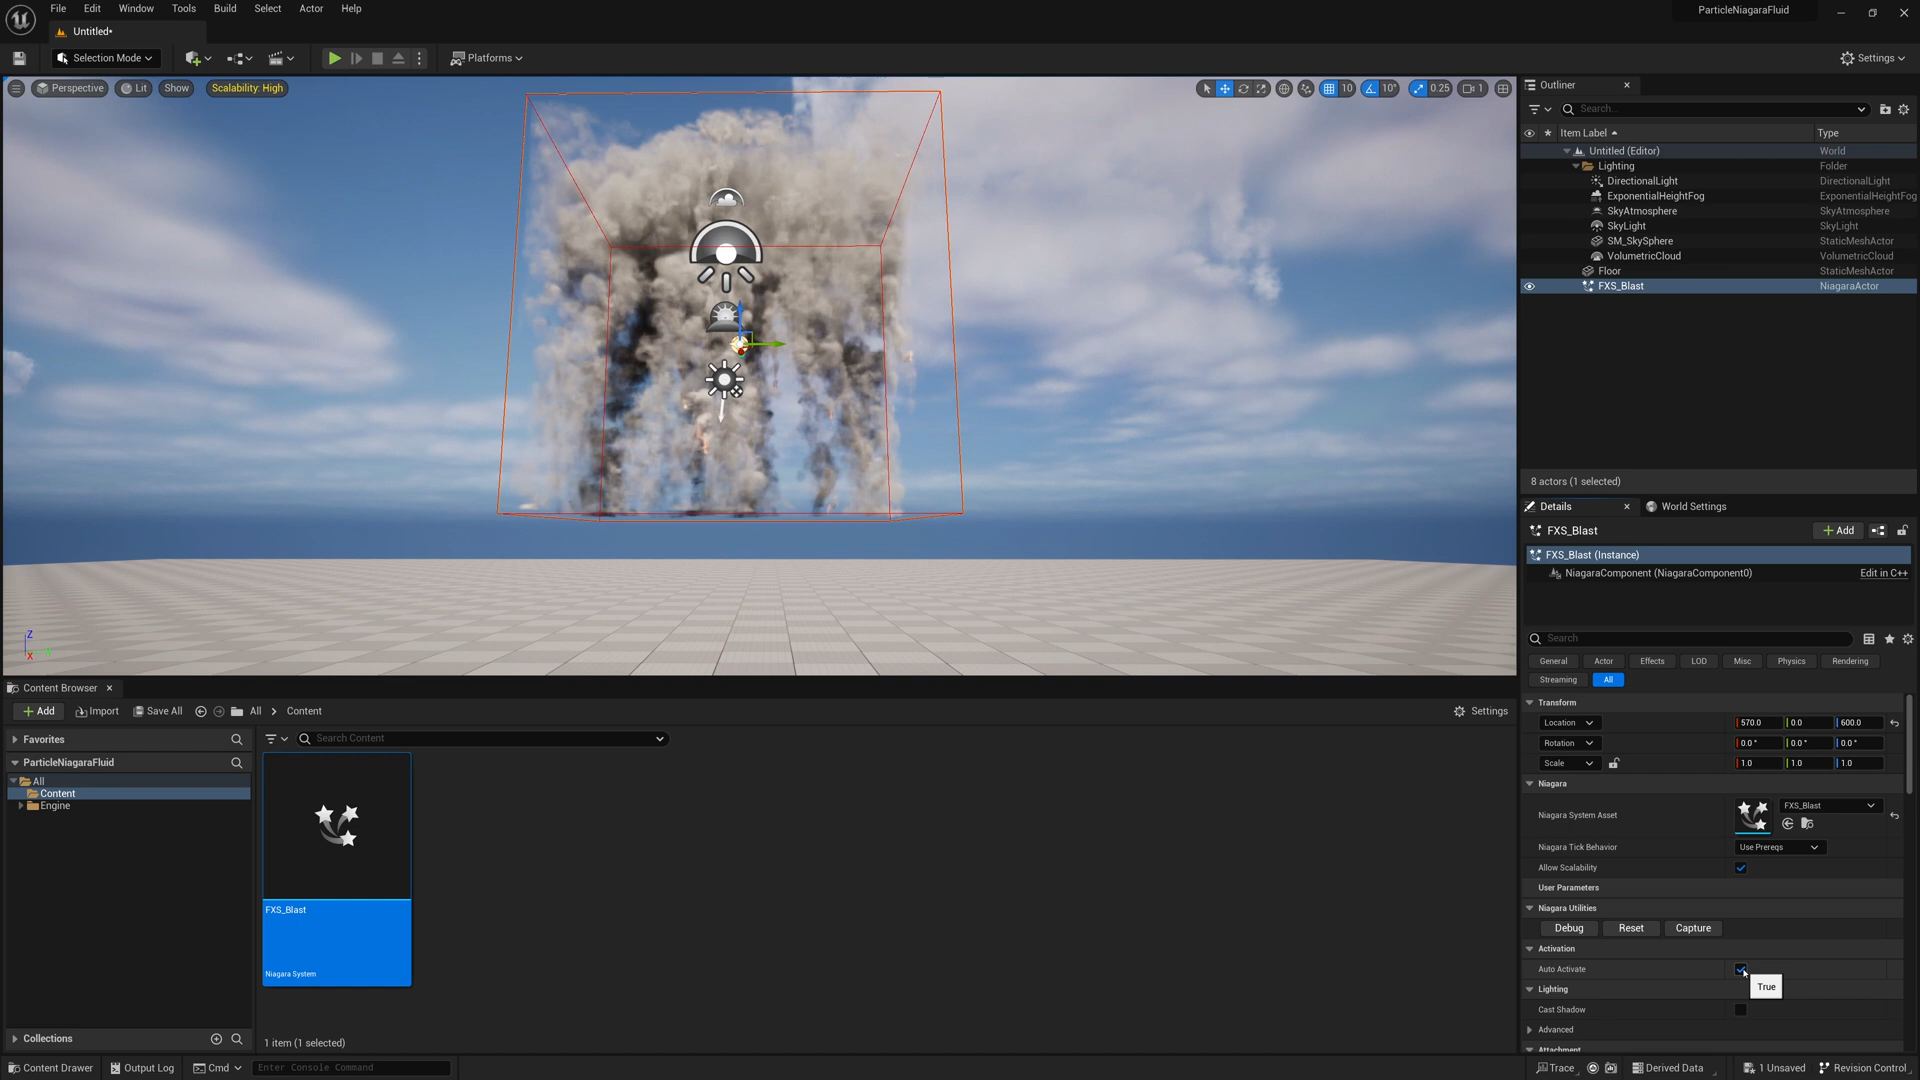 File Edit Window Tools Build Select Actor Help
ParticleNiagaraFluid
Untitled*
Selection Mode
Platforms
Settings
Perspective Lit Show Scalability: High
10 10° 0.25 1
Z
X
Outliner
Search...
Item Label Type
Untitled (Editor) World
Lighting Folder
DirectionalLight DirectionalLight
ExponentialHeightFog ExponentialHeightFog
SkyAtmosphere SkyAtmosphere
SkyLight SkyLight
SM_SkySphere StaticMeshActor
VolumetricCloud VolumetricCloud
Floor StaticMeshActor
FXS_Blast NiagaraActor
8 actors (1 selected)
Details World Settings
FXS_Blast Add
FXS_Blast (Instance)
NiagaraComponent (NiagaraComponent0) Edit in C++
Search
General Actor Effects LOD Misc Physics Rendering
Streaming All
Transform
Location 570.0 0.0 600.0
Rotation 0.0° 0.0° 0.0°
Scale 1.0 1.0 1.0
Niagara
Niagara System Asset FXS_Blast
Niagara Tick Behavior Use Prereqs
Allow Scalability
User Parameters
Niagara Utilities
Debug Reset Capture
Activation
Auto Activate
True
Lighting
Cast Shadow
Advanced
Attachment
Content Browser
Add Import Save All All Content Settings
Favorites
Search Content
ParticleNiagaraFluid
All
Content
Engine
FXS_Blast
Niagara System
Collections
1 item (1 selected)
Content Drawer Output Log Cmd Enter Console Command
Trace Derived Data 1 Unsaved Revision Control